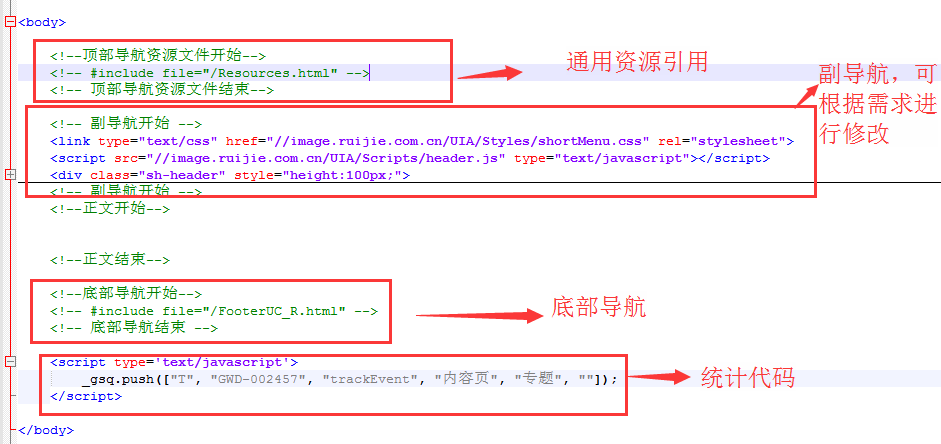 <body>
<!--顶部导航资源文件开始-->
<!-- #include file="/Resources.html" -->
<!-- 顶部导航资源文件结束-->
通用资源引用
<!-- 副导航开始 -->
<link type="text/css" href="//image.ruijie.com.cn/UIA/Styles/shortMenu.css" rel="stylesheet">
<script src="//image.ruijie.com.cn/UIA/Scripts/header.js" type="text/javascript"></script>
<div class="sh-header" style="height:100px;">
副导航，可
根据需求进
行修改
<!-- 副导航开始 -->
<!--正文开始-->
<!--正文结束-->
<!--底部导航开始-->
<!-- #include file="/FooterUC_R.html" -->
<!-- 底部导航结束 -->
底部导航
<script type='text/javascript'>
_gsq.push(["T", "GWD-002457", "trackEvent", "内容页", "专题", ""]);
</script>
统计代码
</body>